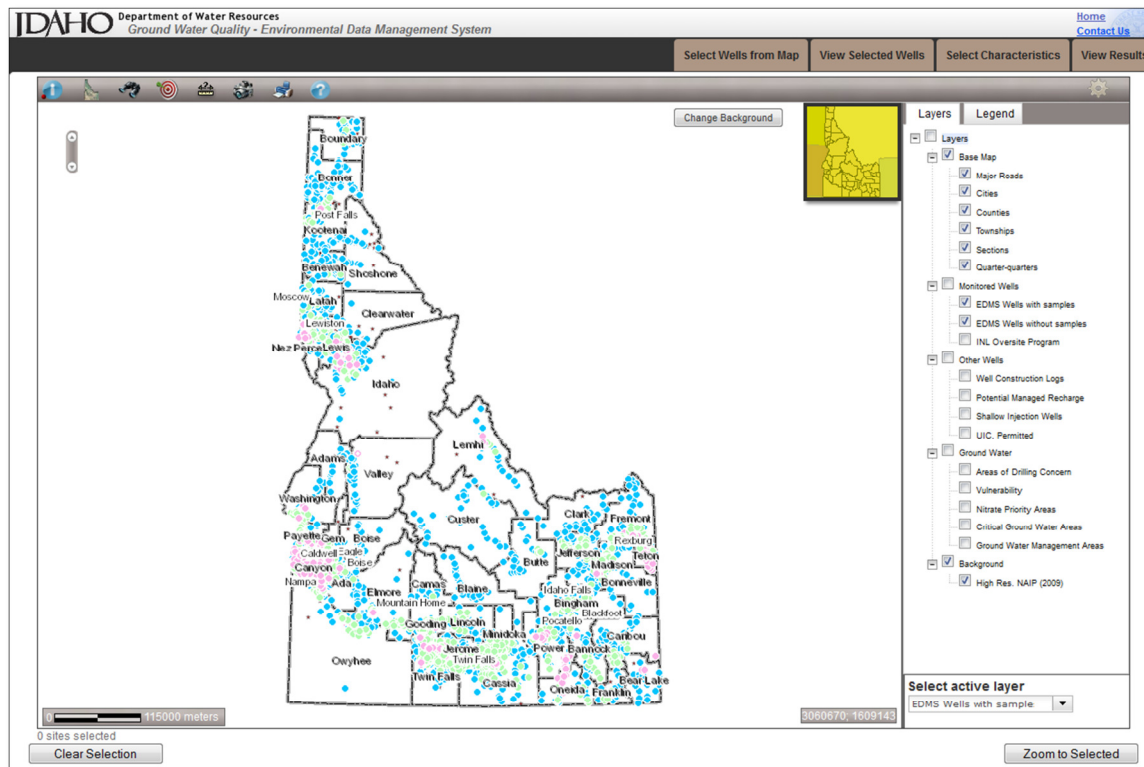 IDAHO Department of Water Resources
Ground Water Quality - Environmental Data Management System
Home
Contact Us
Select Wells from Map
View Selected Wells
Select Characteristics
View Results
Change Background
Layers
Legend
Layers
Base Map
Major Roads
Cities
Counties
Townships
Sections
Quarter-quarters
Monitored Wells
EDMS Wells with samples
EDMS Wells without samples
INL Oversite Program
Other Wells
Well Construction Logs
Potential Managed Recharge
Shallow Injection Wells
UIC. Permitted
Ground Water
Areas of Drilling Concern
Vulnerability
Nitrate Priority Areas
Critical Ground Water Areas
Ground Water Management Areas
Background
High Res. NAIP (2009)
Select active layer
EDMS Wells with sample
Boundary
Bonner
Post Falls
Kootenai
Benewah
Shoshone
Moscow
Latah
Clearwater
Lewiston
Nez Perce
Lewis
Idaho
Lemhi
Adams
Valley
Washington
Custer
Clark
Fremont
Payette
Gem
Boise
Rexburg
Caldwell
Eagle
Boise
Jefferson
Teton
Butte
Madison
Canyon
Nampa
Ada
Elmore
Camas
Blaine
Bonneville
Idaho Falls
Mountain Home
Bingham
Blackfoot
Gooding
Lincoln
Pocatello
Minidoka
Caribou
Jerome
Power
Bannock
Twin Falls
Owyhee
Twin Falls
Cassia
Bear Lake
Oneida
Franklin
0
115000 meters
3060670; 1609143
0 sites selected
Clear Selection
Zoom to Selected